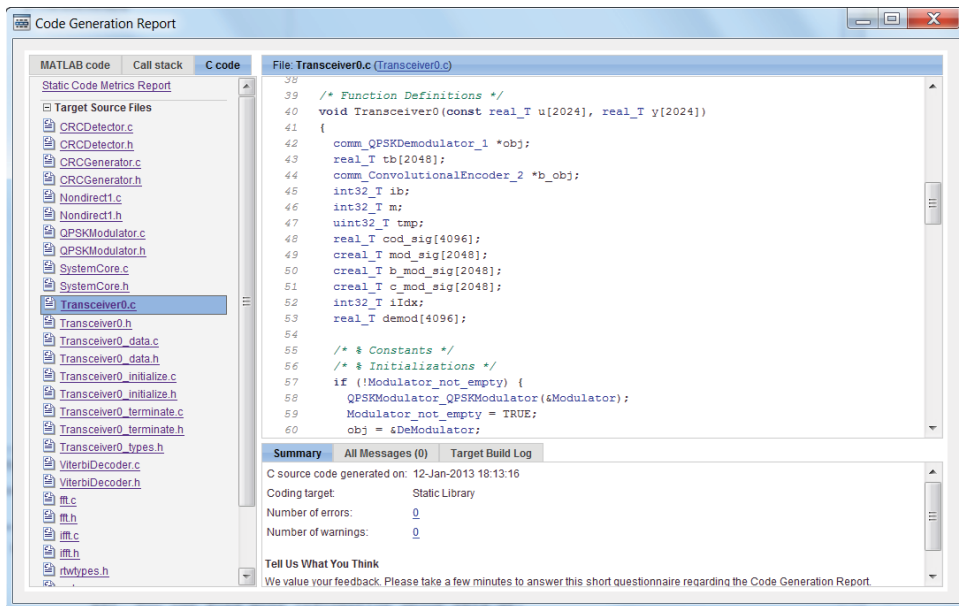 Code Generation Report
MATLAB code Call stack C code
Static Code Metrics Report
Target Source Files
CRCDetector.c
CRCDetector.h
CRCGenerator.c
CRCGenerator.h
Nondirect1.c
Nondirect1.h
QPSKModulator.c
QPSKModulator.h
SystemCore.c
SystemCore.h
Transceiver0.c
Transceiver0.h
Transceiver0_data.c
Transceiver0_data.h
Transceiver0_initialize.c
Transceiver0_initialize.h
Transceiver0_terminate.c
Transceiver0_terminate.h
Transceiver0_types.h
ViterbiDecoder.c
ViterbiDecoder.h
fft.c
fft.h
ifft.c
ifft.h
rtwtypes.h
File: Transceiver0.c (Transceiver0.c)
38
39 /* Function Definitions */
40 void Transceiver0(const real_T u[2024], real_T y[2024])
41 {
42 comm_QPSKDemodulator_1 *obj;
43 real_T tb[2048];
44 comm_ConvolutionalEncoder_2 *b_obj;
45 int32_T ib;
46 int32_T m;
47 uint32_T tmp;
48 real_T cod_sig[4096];
49 creal_T mod_sig[2048];
50 creal_T b_mod_sig[2048];
51 creal_T c_mod_sig[2048];
52 int32_T iIdx;
53 real_T demod[4096];
54
55 /* % Constants */
56 /* % Initializations */
57 if (!Modulator_not_empty) {
58 QPSKModulator_QPSKModulator(&Modulator);
59 Modulator_not_empty = TRUE;
60 obj = &DeModulator;
Summary All Messages (0) Target Build Log
C source code generated on: 12-Jan-2013 18:13:16
Coding target: Static Library
Number of errors: 0
Number of warnings: 0
Tell Us What You Think
We value your feedback. Please take a few minutes to answer this short questionnaire regarding the Code Generation Report.